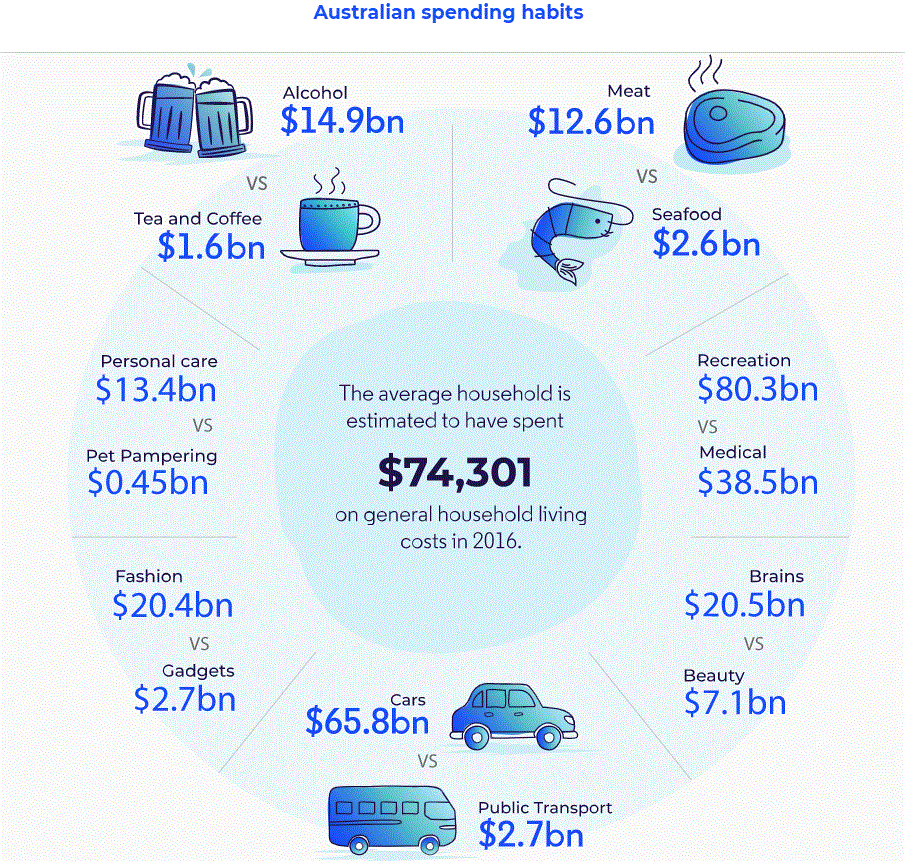 Australian spending habits
Alcohol
$14.9bn
VS
Tea and Coffee
$1.6bn
Meat
$12.6bn
VS
Seafood
$2.6bn
Personal care
$13.4bn
VS
Pet Pampering
$0.45bn
The average household is
estimated to have spent
$74,301
on general household living
costs in 2016.
Recreation
$80.3bn
VS
Medical
$38.5bn
Fashion
$20.4bn
VS
Gadgets
$2.7bn
Cars
$65.8bn
VS
Public Transport
$2.7bn
Brains
$20.5bn
VS
Beauty
$7.1bn